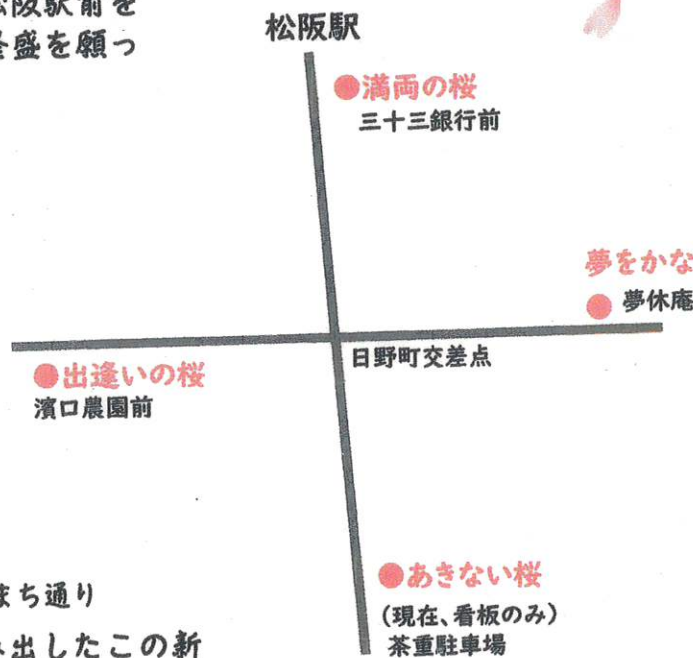 松阪駅前を
隆盛を願っ
松阪駅
満両の桜
三十三銀行前
夢をかな
夢休庵
日野町交差点
出逢いの桜
濱口農園前
あきない桜
(現在、看板のみ)
茶重駐車場
まち通り
出したこの新